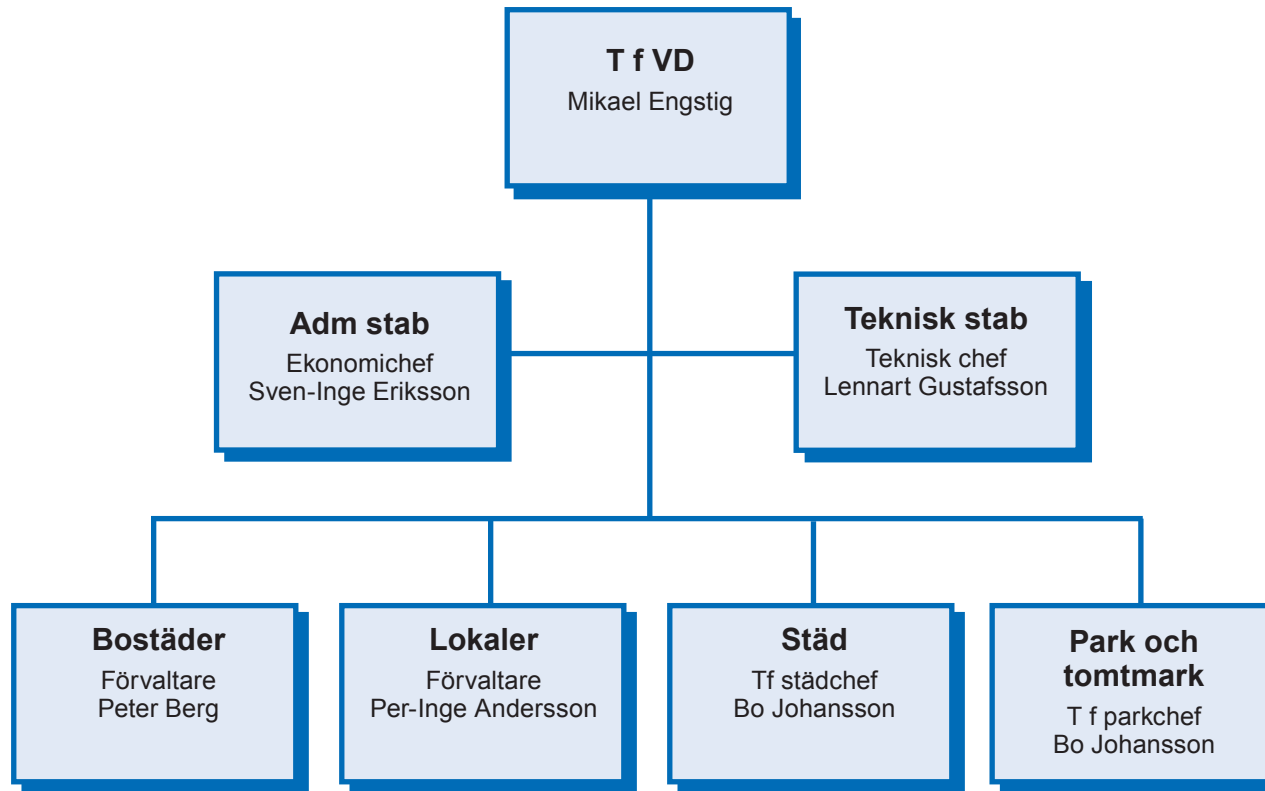 T f VD
Mikael Engstig
Adm stab
Ekonomichef
Sven-Inge Eriksson
Teknisk stab
Teknisk chef
Lennart Gustafsson
Bostäder
Förvaltare
Peter Berg
Lokaler
Förvaltare
Per-Inge Andersson
Städ
Tf städchef
Bo Johansson
Park och
tomtmark
T f parkchef
Bo Johansson